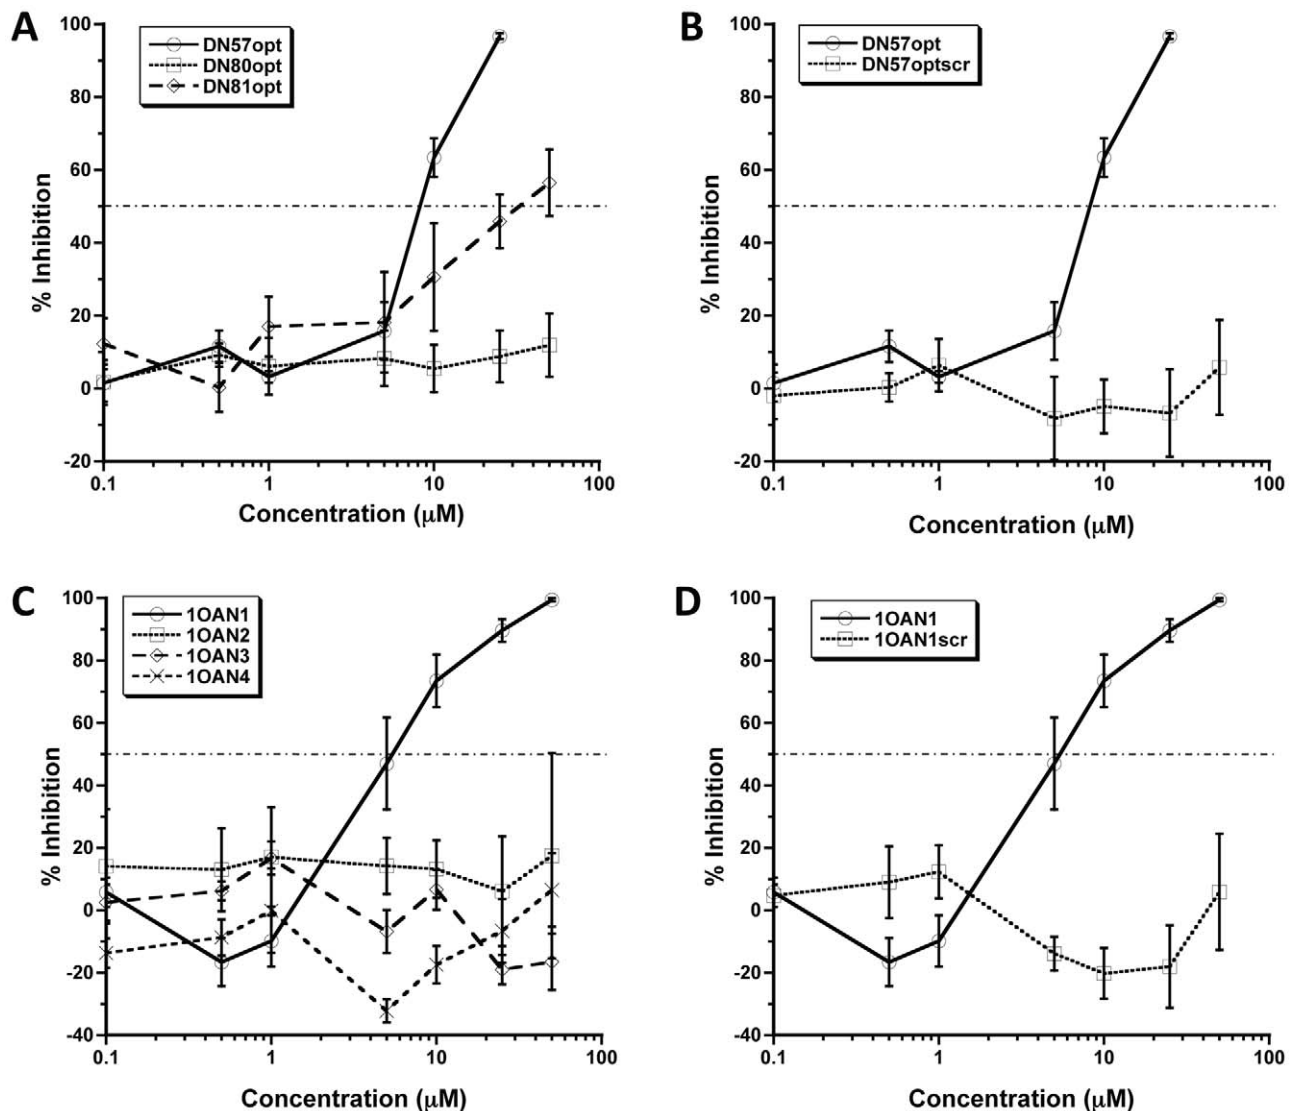 A
DN57opt
DN80opt
DN81opt
100
80
60
40
20
0
-20
% Inhibition
0.1
1
10
100
Concentration (μM)
B
DN57opt
DN57optscr
100
80
60
40
20
0
-20
% Inhibition
0.1
1
10
100
Concentration (μM)
C
1OAN1
1OAN2
1OAN3
1OAN4
100
80
60
40
20
0
-20
-40
% Inhibition
0.1
1
10
100
Concentration (μM)
D
1OAN1
1OAN1scr
100
80
60
40
20
0
-20
-40
% Inhibition
0.1
1
10
100
Concentration (μM)